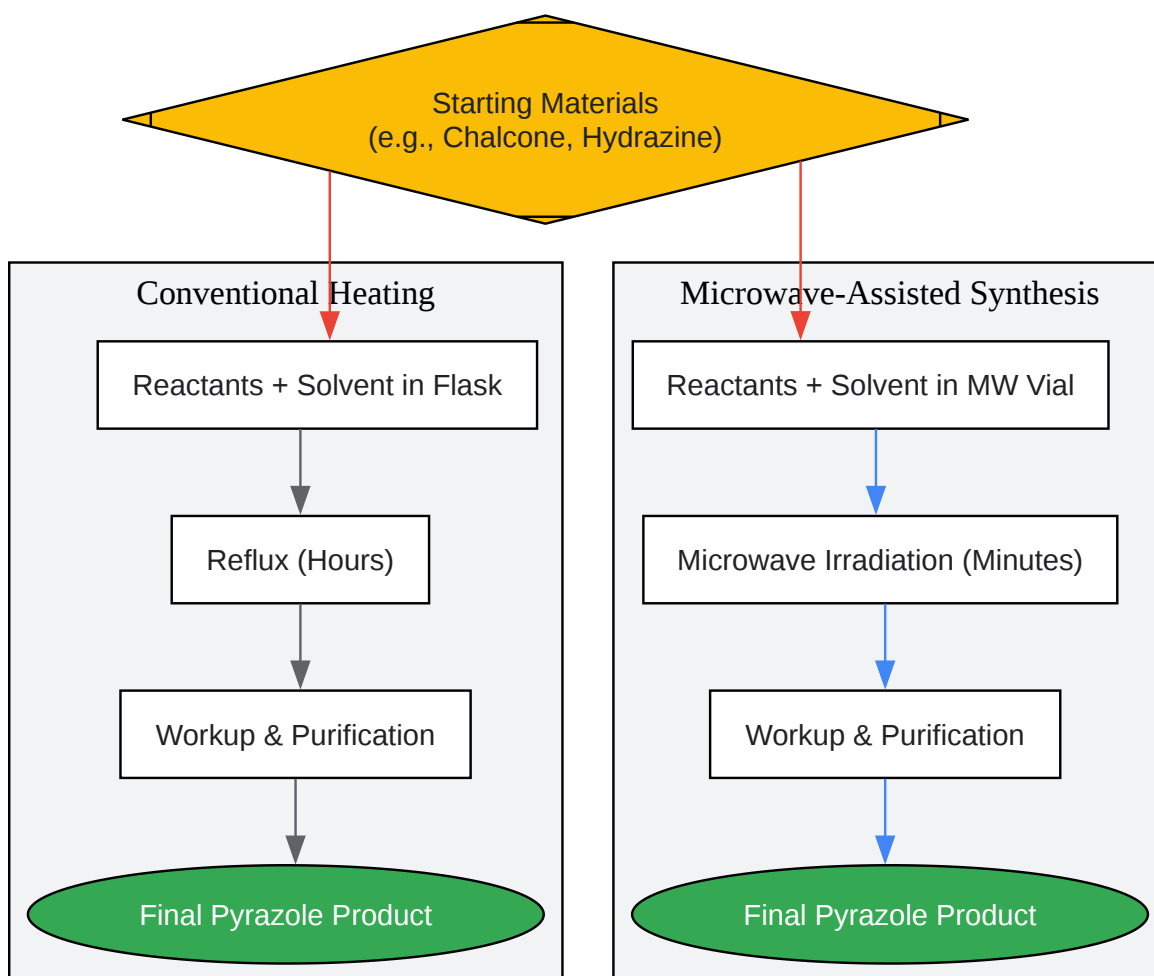 Starting Materials
(e.g., Chalcone, Hydrazine)
Conventional Heating
Reactants + Solvent in Flask
Reflux (Hours)
Workup & Purification
Final Pyrazole Product
Microwave-Assisted Synthesis
Reactants + Solvent in MW Vial
Microwave Irradiation (Minutes)
Workup & Purification
Final Pyrazole Product